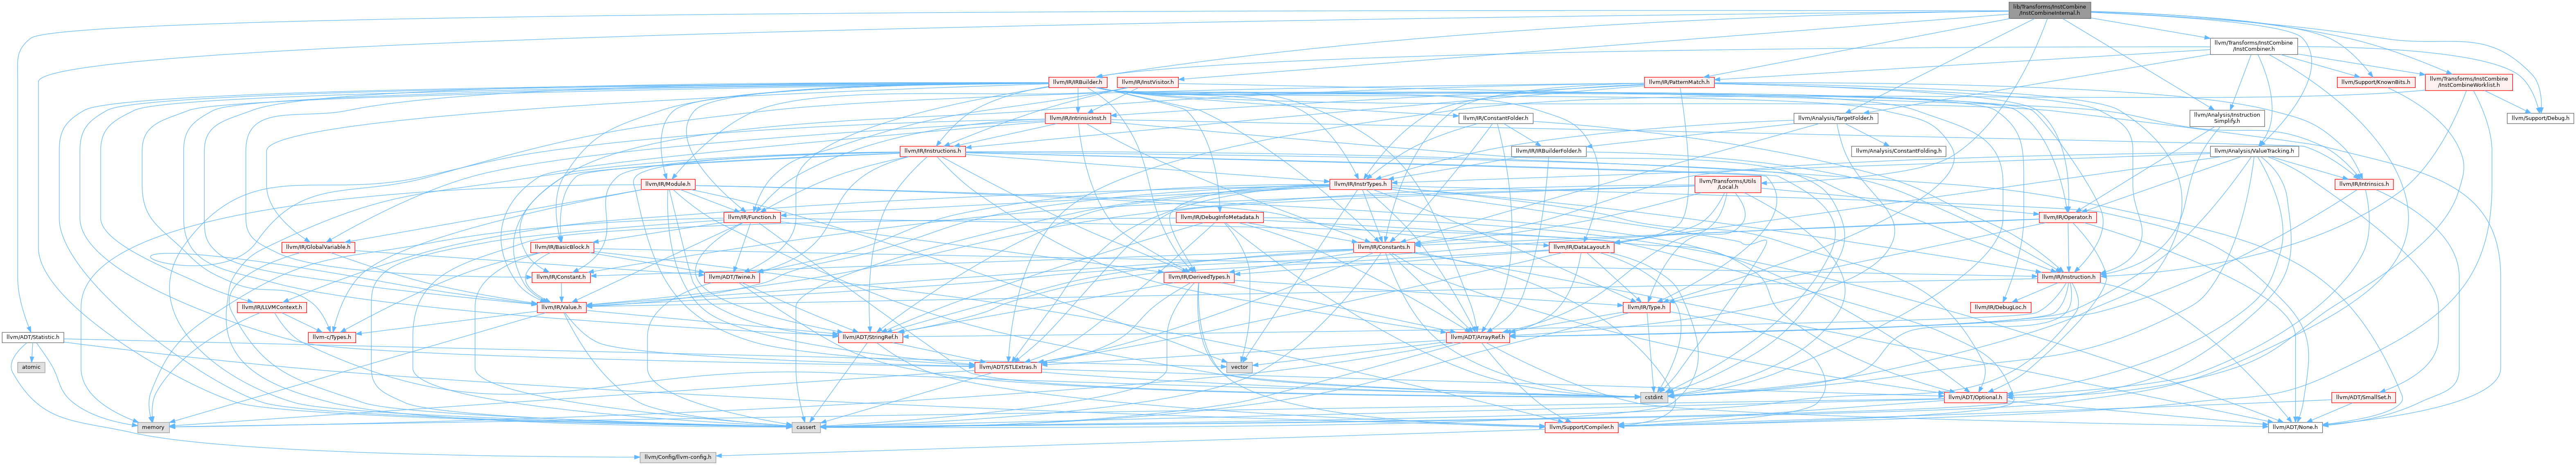 lib/Transforms/InstCombine
/InstCombineInternal.h
llvm/Transforms/InstCombine
/InstCombiner.h
llvm/IR/IRBuilder.h
llvm/IR/InstVisitor.h
llvm/IR/PatternMatch.h
llvm/Support/KnownBits.h
llvm/Transforms/InstCombine
/InstCombineWorklist.h
llvm/IR/IntrinsicInst.h
llvm/IR/ConstantFolder.h
llvm/Analysis/TargetFolder.h
llvm/Analysis/Instruction
Simplify.h
llvm/Support/Debug.h
llvm/IR/Instructions.h
llvm/IR/IRBuilderFolder.h
llvm/Analysis/ConstantFolding.h
llvm/Analysis/ValueTracking.h
llvm/IR/Module.h
llvm/IR/InstrTypes.h
llvm/Transforms/Utils
/Local.h
llvm/IR/Intrinsics.h
llvm/IR/Function.h
llvm/IR/DebugInfoMetadata.h
llvm/IR/Operator.h
llvm/IR/GlobalVariable.h
llvm/IR/BasicBlock.h
llvm/IR/DataLayout.h
llvm/IR/Constants.h
llvm/IR/Constant.h
llvm/ADT/Twine.h
llvm/IR/DerivedTypes.h
llvm/IR/Instruction.h
llvm/IR/LLVMContext.h
llvm/IR/Value.h
llvm/IR/Type.h
llvm/IR/DebugLoc.h
llvm/ADT/Statistic.h
llvm-c/Types.h
llvm/ADT/StringRef.h
llvm/ADT/ArrayRef.h
atomic
llvm/ADT/STLExtras.h
vector
cstdint
llvm/ADT/Optional.h
llvm/ADT/SmallSet.h
memory
cassert
llvm/Support/Compiler.h
llvm/ADT/None.h
llvm/Config/llvm-config.h